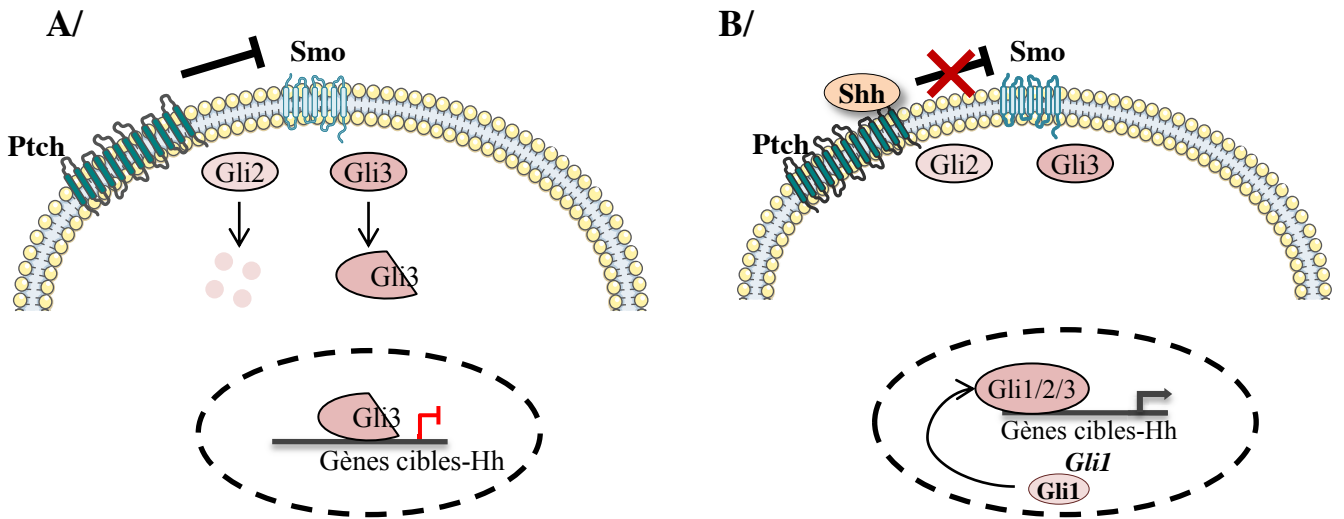 A/
Smo
Ptch
Gli2
Gli3
Gli3
Gli3
Gènes cibles-Hh
B/
Smo
Shh
Ptch
Gli2
Gli3
Gli1/2/3
Gènes cibles-Hh
Gli1
Gli1